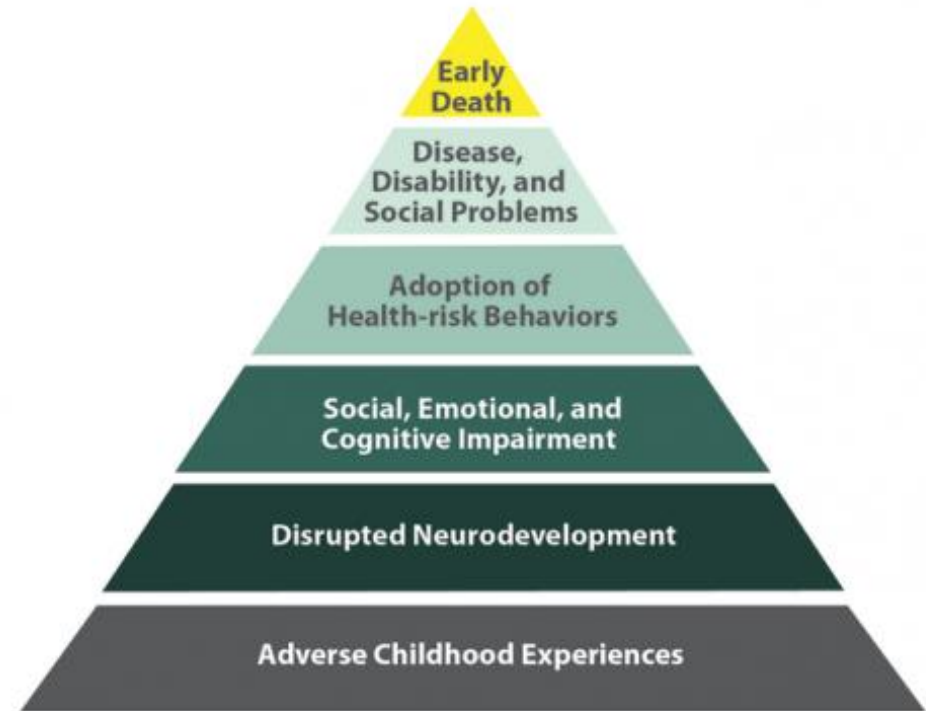 Early
Death
Disease,
Disability, and
Social Problems
Adoption of
Health-risk Behaviors
Social, Emotional, and
Cognitive Impairment
Disrupted Neurodevelopment
Adverse Childhood Experiences